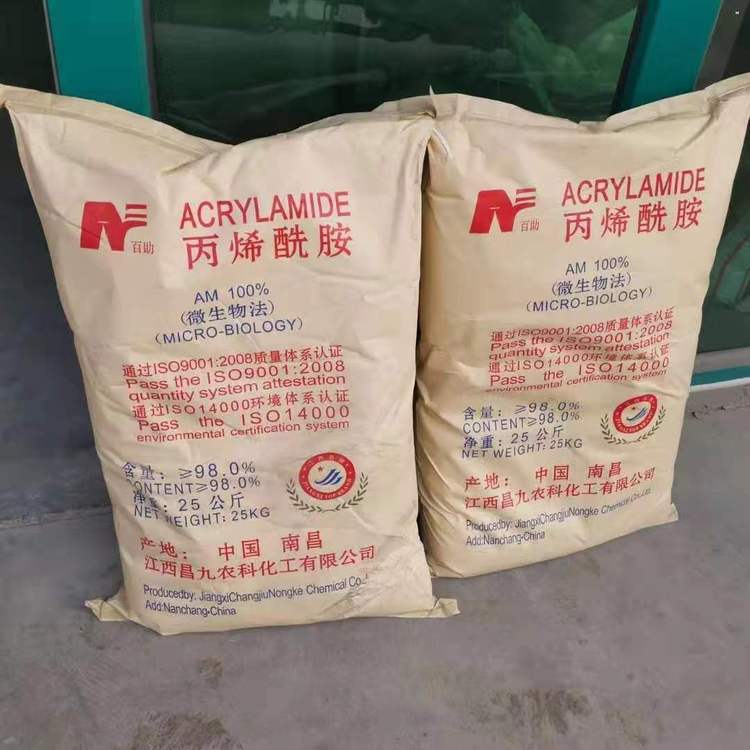 百助
ACRYLAMIDE
丙烯酰胺
AM 100%
(微生物法)
(MICRO-BIOLOGY)
通过ISO9001:2008质量体系认证
Pass the ISO9001:2008
quantity system attestation
通过ISO14000环境体系认证
Pass the ISO14000
environmental certification system
含量: ≥98.0%
CONTENT≥98.0%
净重: 25 公斤
NET WEIGHT: 25KG
产地: 中国 南昌
江西昌九农科化工有限公司
Producedby: JiangxiChangjiuNongke Chemical Co.,
Add:Nanchang-China
百助
ACRYLAMIDE
丙烯酰胺
AM 100%
(微生物法)
(MICRO-BIOLOGY)
通过ISO9001:2008质量体系认证
Pass the ISO9001:2008
quantity system attestation
通过ISO14000环境体系认证
Pass the ISO14000
environmental certification system
含量: ≥98.0%
CONTENT≥98.0%
净重: 25 公斤
NET WEIGHT: 25KG
产地: 中国 南昌
江西昌九农科化工有限公司
Producedby: JiangxiChangjiuNongke Chemical Co.,Ltd
Add:Nanchang-China